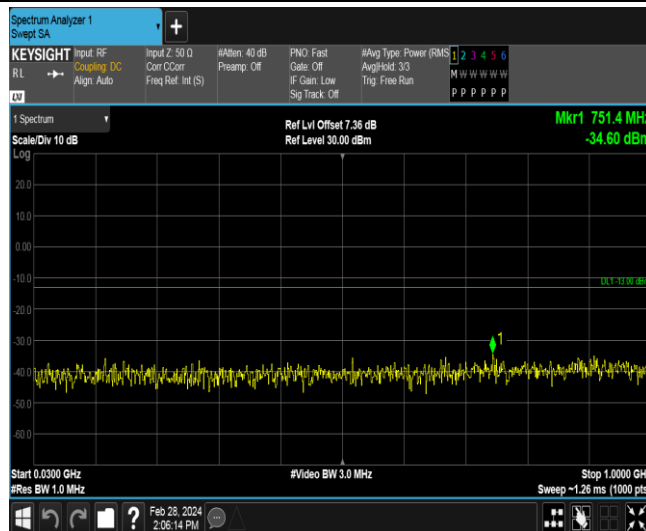 Spectrum Analyzer 1
Swept SA
+
KEYSIGHT
RL
Input: RF
Coupling: DC
Align: Auto
Input Z: 50 Ω
Corr CCorr
Freq Ref: Int (S)
#Atten: 40 dB
Preamp: Off
PNO: Fast
Gate: Off
IF Gain: Low
Sig Track: Off
#Avg Type: Power (RMS
Avg|Hold: 3/3
Trig: Free Run
1 2 3 4 5 6
M W W W W W
P P P P P P
1 Spectrum
Scale/Div 10 dB
Log
Ref Lvl Offset 7.36 dB
Ref Level 30.00 dBm
Mkr1 751.4 MHz
-34.60 dBm
20.0
10.0
0.00
-10.0
DL1 -13.00 dBm
-20.0
-30.0
1
-40.0
-50.0
-60.0
Start 0.0300 GHz
#Res BW 1.0 MHz
#Video BW 3.0 MHz
Stop 1.0000 GHz
Sweep ~1.26 ms (1000 pts
?
Feb 28, 2024
2:06:14 PM